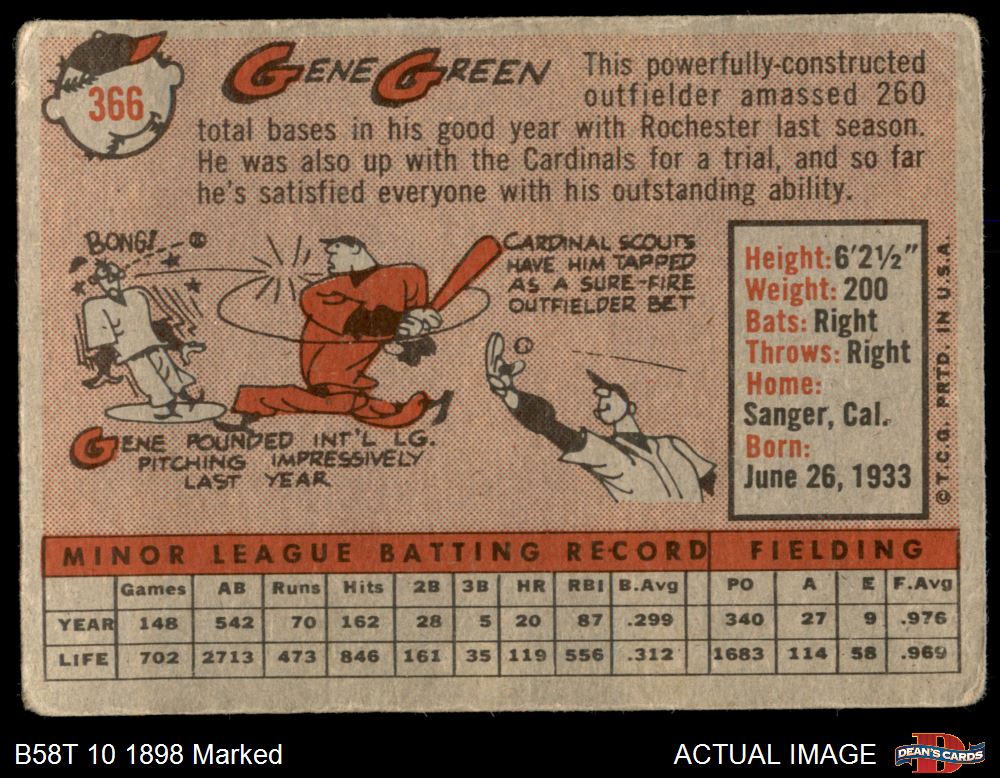 366
GENE GREEN
This powerfully-constructed
outfielder amassed 260
total bases in his good year with Rochester last season.
He was also up with the Cardinals for a trial, and so far
he's satisfied everyone with his outstanding ability.
BONG!
CARDINAL SCOUTS
HAVE HIM TAPPED
AS A SURE-FIRE
OUTFIELDER BET
GENE POUNDED INT'L LG.
PITCHING IMPRESSIVELY
LAST YEAR
Height: 6'2½"
Weight: 200
Bats: Right
Throws: Right
Home:
Sanger, Cal.
Born:
June 26, 1933
© T.C.G. PRTD. IN U.S.A.
MINOR LEAGUE BATTING RECORD FIELDING
Games AB Runs Hits 2B 3B HR RBI B.Avg PO A E F.Avg
YEAR 148 542 70 162 28 5 20 87 .299 340 27 9 .976
LIFE 702 2713 473 846 161 35 119 556 .312 1683 114 58 .969
B58T 10 1898 Marked
ACTUAL IMAGE
DEAN'S CARDS